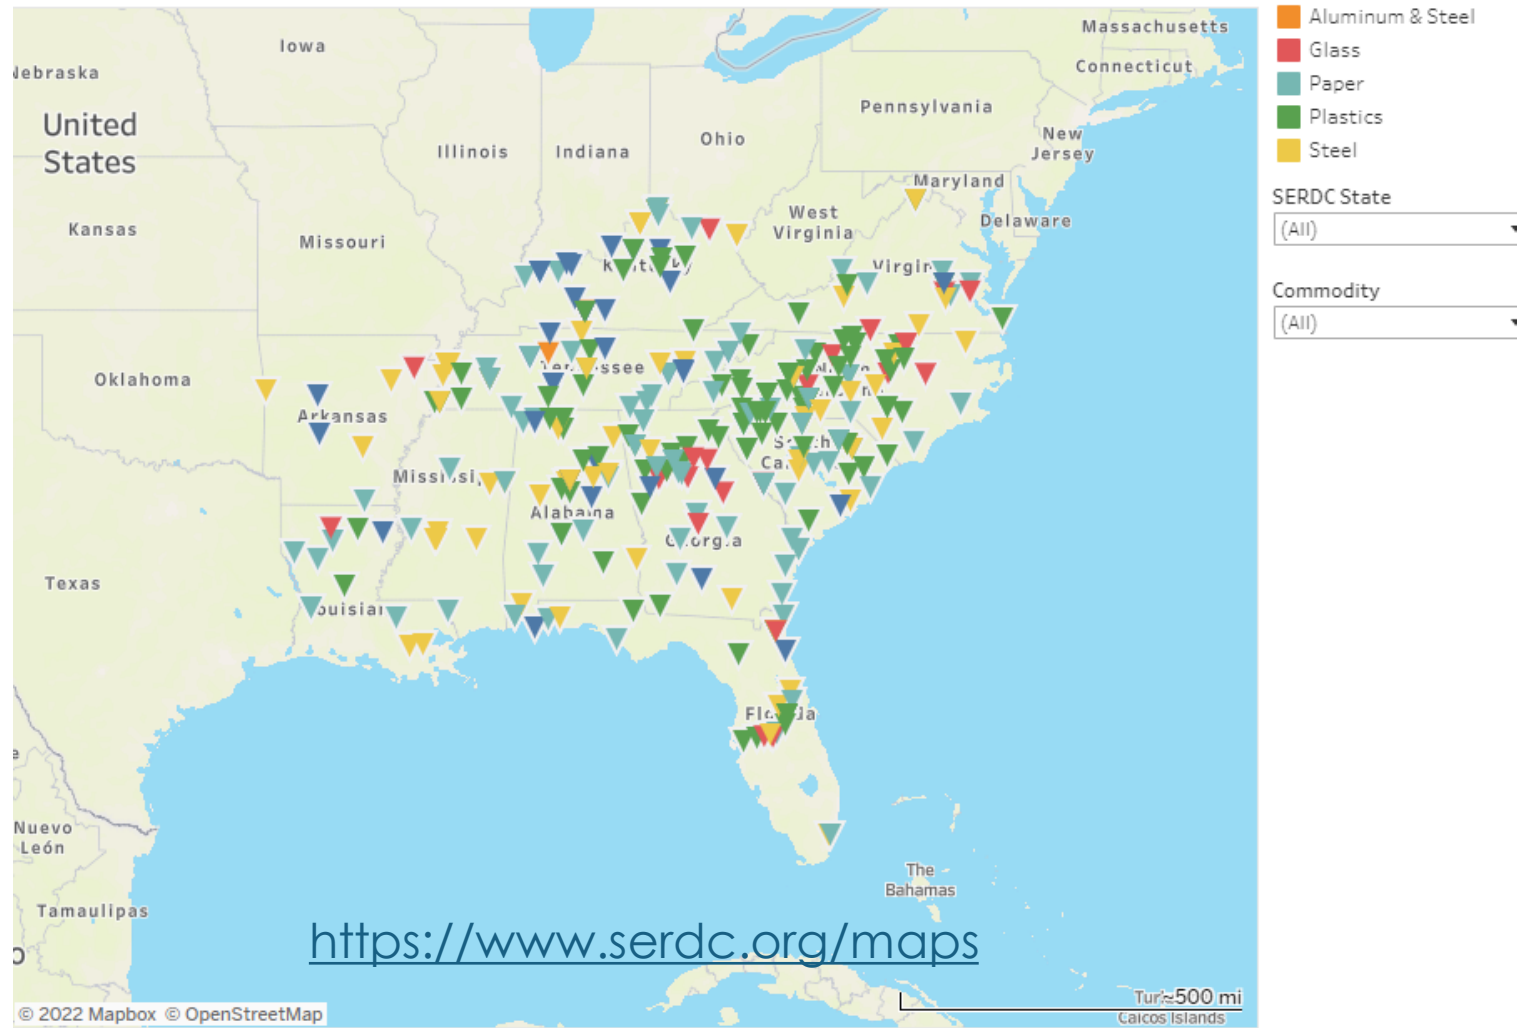 Massachusetts
Connecticut
Iowa
Nebraska
United
States
Pennsylvania
New
Jersey
Ohio
Illinois
Indiana
Maryland
West
Virginia
Delaware
Kansas
Missouri
Oklahoma
Arkansas
Alabama
Texas
Nuevo
León
The
Bahamas
Tamaulipas
https://www.serdc.org/maps
≈500 mi
Caicos Islands
© 2022 Mapbox © OpenStreetMap
Aluminum & Steel
Glass
Paper
Plastics
Steel
SERDC State
(All)
Commodity
(All)